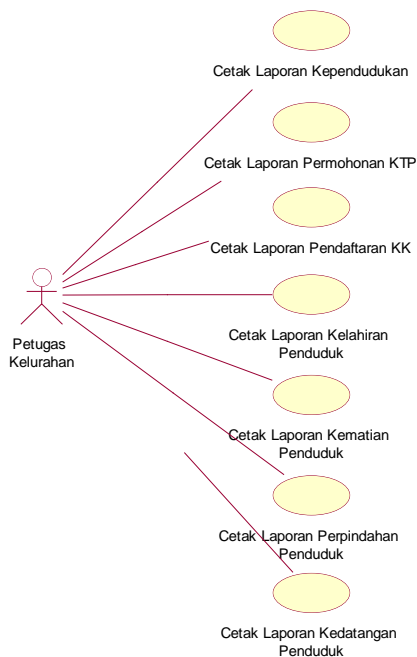 Cetak Laporan Kependudukan
Cetak Laporan Permohonan KTP
Cetak Laporan Pendaftaran KK
Petugas
Kelurahan
Cetak Laporan Kelahiran
Penduduk
Cetak Laporan Kematian
Penduduk
Cetak Laporan Perpindahan
Penduduk
Cetak Laporan Kedatangan
Penduduk